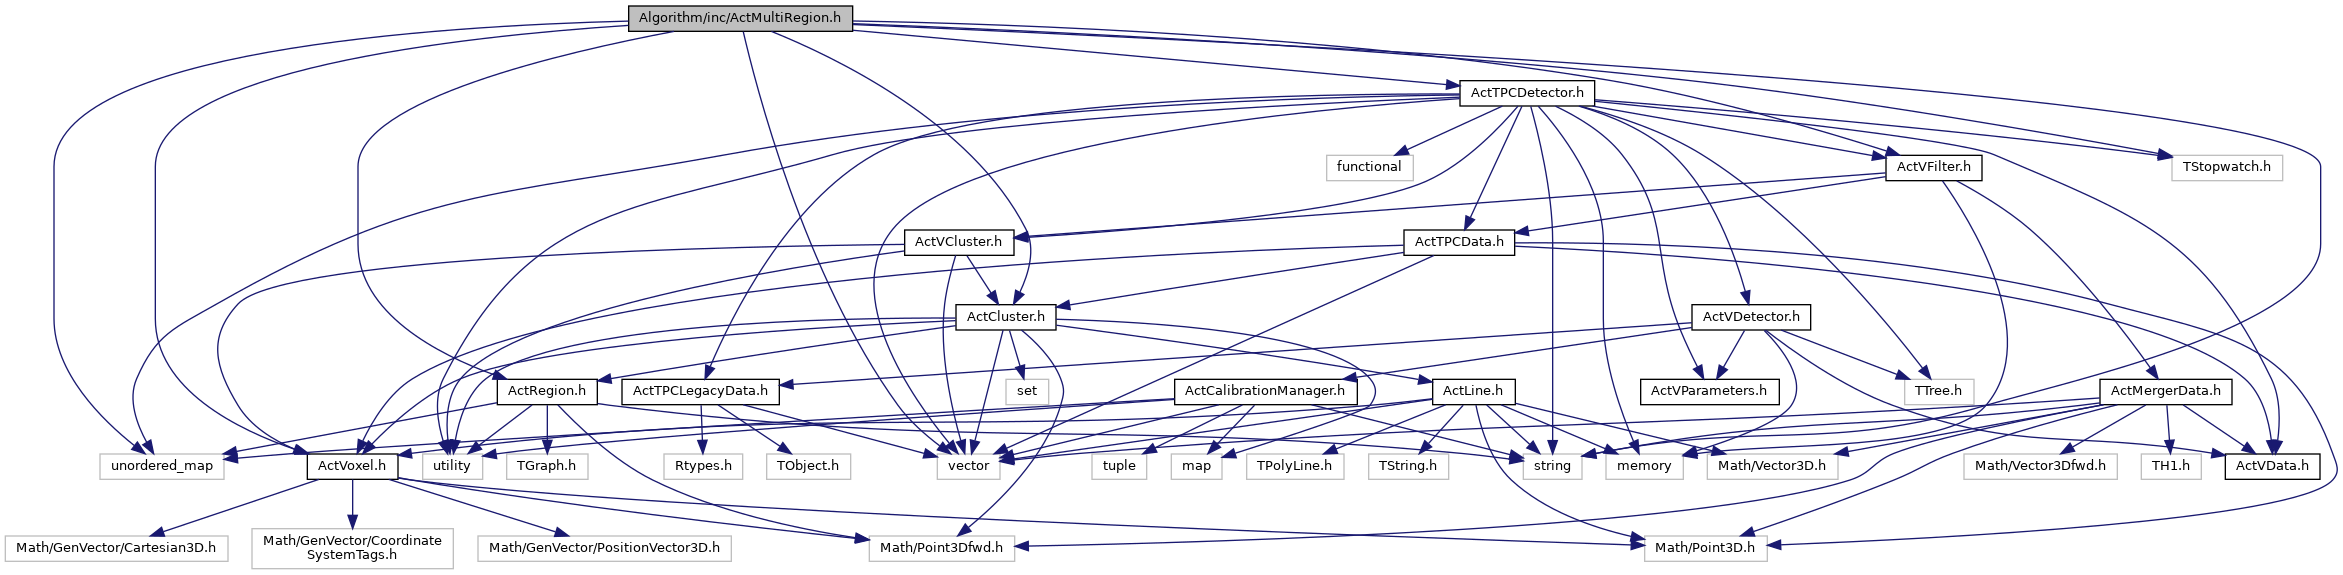 Algorithm/inc/ActMultiRegion.h
ActTPCDetector.h
functional
ActVFilter.h
TStopwatch.h
ActVCluster.h
ActTPCData.h
ActCluster.h
ActVDetector.h
ActRegion.h
ActTPCLegacyData.h
set
ActCalibrationManager.h
ActLine.h
ActVParameters.h
TTree.h
ActMergerData.h
unordered_map
ActVoxel.h
utility
TGraph.h
Rtypes.h
TObject.h
vector
tuple
map
TPolyLine.h
TString.h
string
memory
Math/Vector3D.h
Math/Vector3Dfwd.h
TH1.h
ActVData.h
Math/GenVector/Cartesian3D.h
Math/GenVector/Coordinate
SystemTags.h
Math/GenVector/PositionVector3D.h
Math/Point3Dfwd.h
Math/Point3D.h